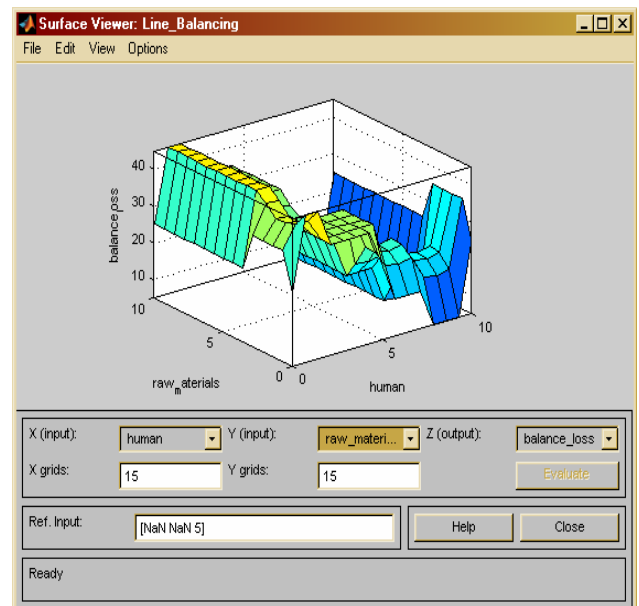 Surface Viewer: Line_Balancing
File Edit View Options
40
30
20
10
balance loss
10
5
0
raw_materials
0
5
10
human
X (input): human Y (input): raw_materi... Z (output): balance_loss
X grids: 15 Y grids: 15 Evaluate
Ref. Input: [NaN NaN 5] Help Close
Ready